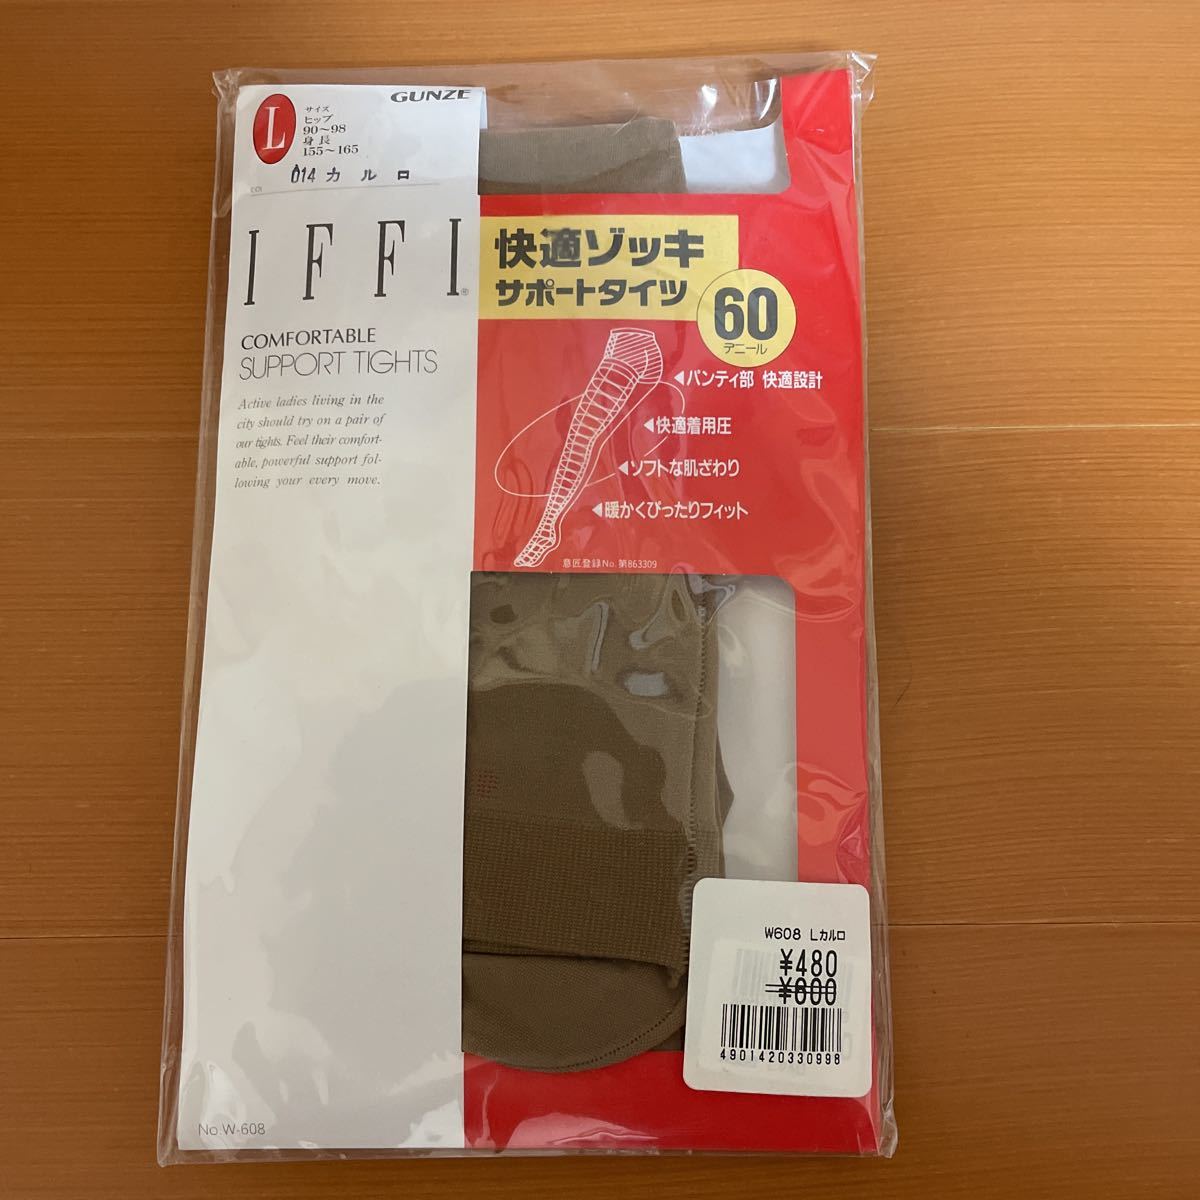 GUNZE
L
サイズ
ヒップ
90〜98
身長
155〜165
014 カルロ
IFFI®
COMFORTABLE
SUPPORT TIGHTS
Active ladies living in the
city should try on a pair of
our tights. Feel their comfort-
able, powerful support fol-
lowing your every move.
No.W-608
快適ゾッキ
サポートタイツ
60
デニール
◀パンティ部 快適設計
◀快適着用圧
◀ソフトな肌ざわり
◀暖かくぴったりフィット
意匠登録No. 第863309
W608 Lカルロ
¥480
¥600
4901420330998